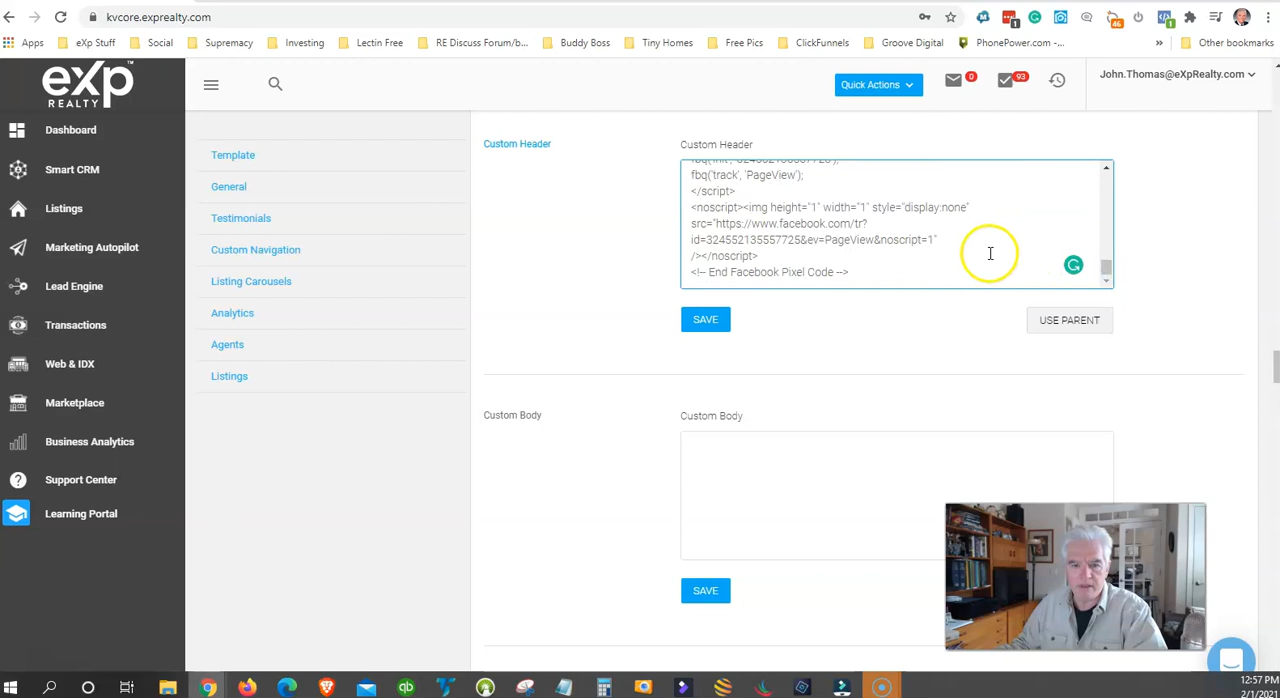 kvcore.exprealty.com
1
46
1
Apps
eXp Stuff
Social
Supremacy
Investing
Lectin Free
RE Discuss Forum/b...
Buddy Boss
Tiny Homes
Free Pics
ClickFunnels
Groove Digital
PhonePower.com -...
»
Other bookmarks
eXp
REALTY
Quick Actions
0
93
John.Thomas@eXpRealty.com
Dashboard
Smart CRM
Listings
Marketing Autopilot
Lead Engine
Transactions
Web & IDX
Marketplace
Business Analytics
Support Center
Learning Portal
Template
General
Testimonials
Custom Navigation
Listing Carousels
Analytics
Agents
Listings
Custom Header
Custom Header
fbq('track', 'PageView');
</script>
<noscript><img height="1" width="1" style="display:none"
src="https://www.facebook.com/tr?
id=324552135557725&ev=PageView&noscript=1"
/></noscript>
<!-- End Facebook Pixel Code -->
SAVE
USE PARENT
Custom Body
Custom Body
SAVE
12:57 PM